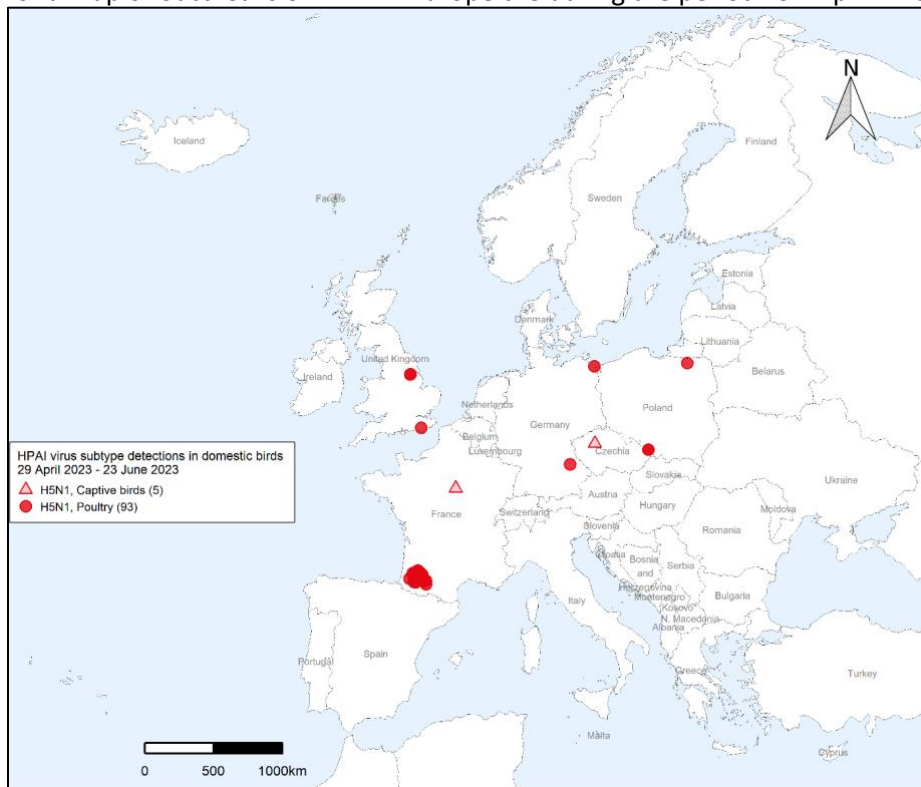 N
Iceland
Finland
Faroes
Sweden
Estonia
Latvia
Denmark
Lithuania
United Kingdom
Ireland
Belarus
Netherlands
Poland
Germany
Belgium
Luxembourg
Czechia
HPAI virus subtype detections in domestic birds
29 April 2023 - 23 June 2023
H5N1, Captive birds (5)
H5N1, Poultry (93)
Slovakia
Ukraine
Austria
Hungary
Moldova
France
Switzerland
Slovenia
Romania
Croatia
Bosnia
and
Herzegovina
Serbia
Montenegro
Bulgaria
Kosovo
Italy
N. Macedonia
Albania
Portugal
Spain
Greece
Turkey
Malta
Cyprus
0 500 1000km